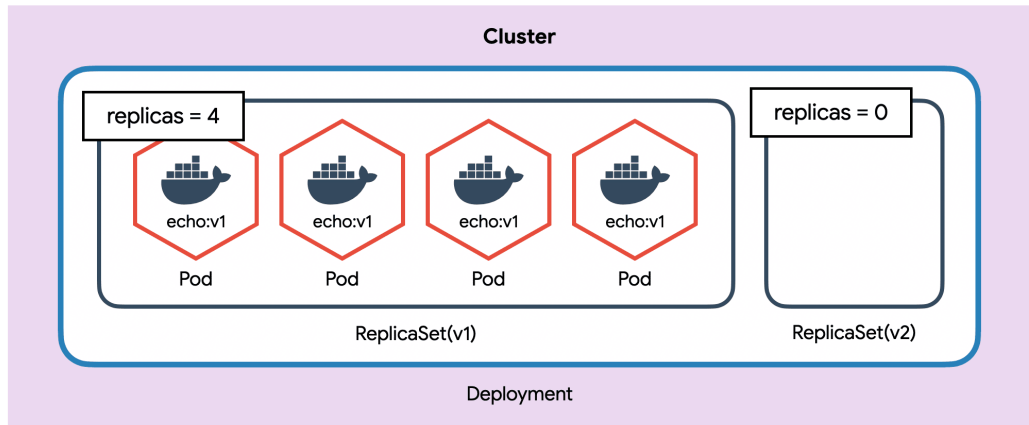 Cluster
replicas = 4
replicas = 0
echo:v1
echo:v1
echo:v1
echo:v1
Pod
Pod
Pod
Pod
ReplicaSet(v1)
ReplicaSet(v2)
Deployment